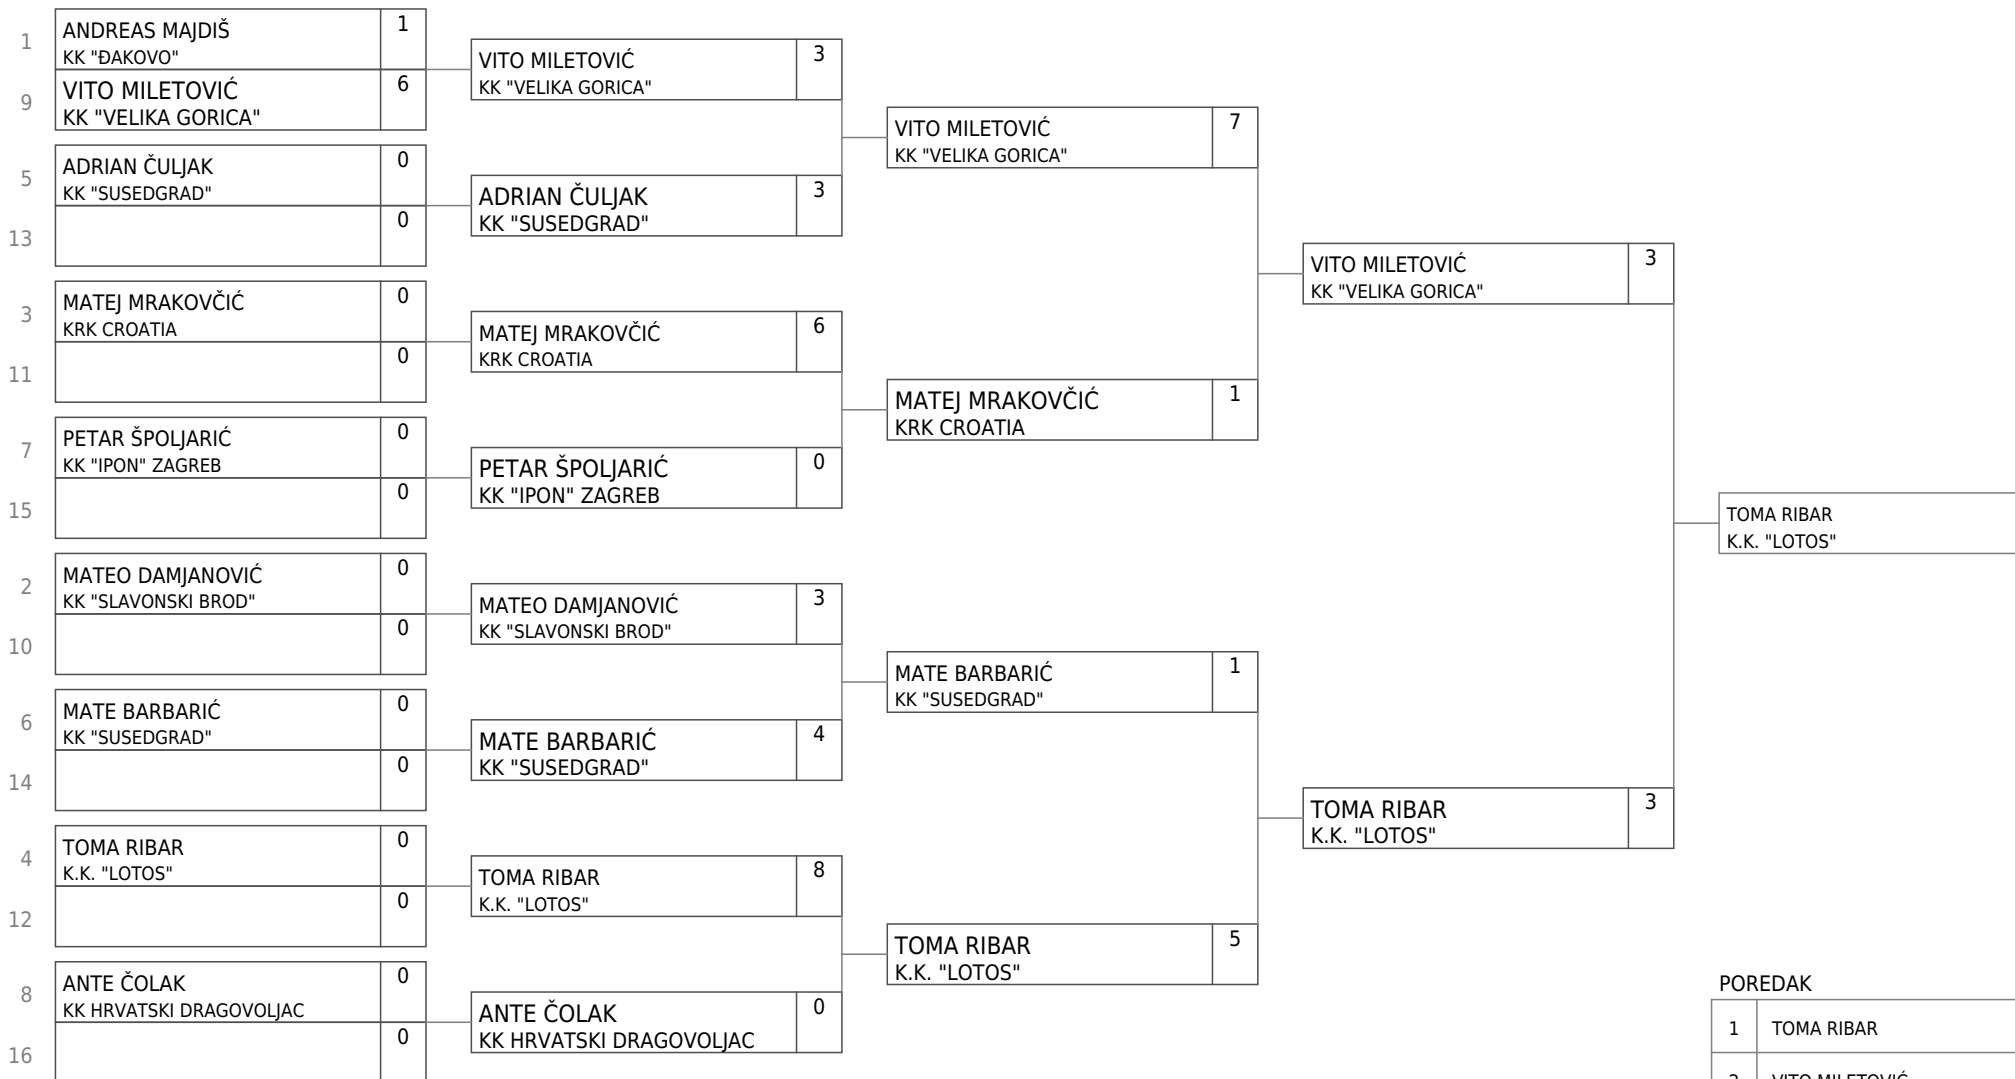 1
ANDREAS MAJDIŠ
1
KK "ĐAKOVO"
9
VITO MILETOVIĆ
6
KK "VELIKA GORICA"
5
ADRIAN ČULJAK
0
KK "SUSEDGRAD"
13
0
3
MATEJ MRAKOVČIĆ
0
KRK CROATIA
11
0
7
PETAR ŠPOLJARIĆ
0
KK "IPON" ZAGREB
15
0
2
MATEO DAMJANOVIĆ
0
KK "SLAVONSKI BROD"
10
0
6
MATE BARBARIĆ
0
KK "SUSEDGRAD"
14
0
4
TOMA RIBAR
0
K.K. "LOTOS"
12
0
8
ANTE ČOLAK
0
KK HRVATSKI DRAGOVOLJAC
16
0
VITO MILETOVIĆ
3
KK "VELIKA GORICA"
ADRIAN ČULJAK
3
KK "SUSEDGRAD"
MATEJ MRAKOVČIĆ
6
KRK CROATIA
PETAR ŠPOLJARIĆ
0
KK "IPON" ZAGREB
MATEO DAMJANOVIĆ
3
KK "SLAVONSKI BROD"
MATE BARBARIĆ
4
KK "SUSEDGRAD"
TOMA RIBAR
8
K.K. "LOTOS"
ANTE ČOLAK
0
KK HRVATSKI DRAGOVOLJAC
VITO MILETOVIĆ
7
KK "VELIKA GORICA"
MATEJ MRAKOVČIĆ
1
KRK CROATIA
MATE BARBARIĆ
1
KK "SUSEDGRAD"
TOMA RIBAR
5
K.K. "LOTOS"
VITO MILETOVIĆ
3
KK "VELIKA GORICA"
TOMA RIBAR
3
K.K. "LOTOS"
TOMA RIBAR
K.K. "LOTOS"
POREDAK
1 TOMA RIBAR
2 VITO MILETOVIĆ